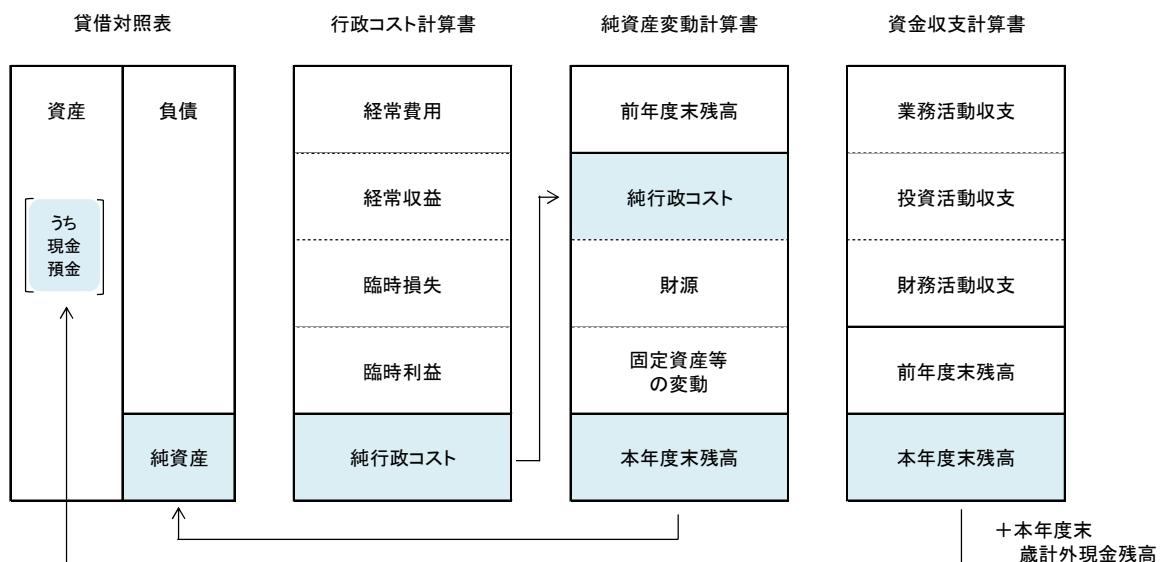 貸借対照表
行政コスト計算書
純資産変動計算書
資金収支計算書
資産
負債
うち
現金
預金
純資産
経常費用
経常収益
臨時損失
臨時利益
純行政コスト
前年度末残高
純行政コスト
財源
固定資産等
の変動
本年度末残高
業務活動収支
投資活動収支
財務活動収支
前年度末残高
本年度末残高
＋本年度末
歳計外現金残高